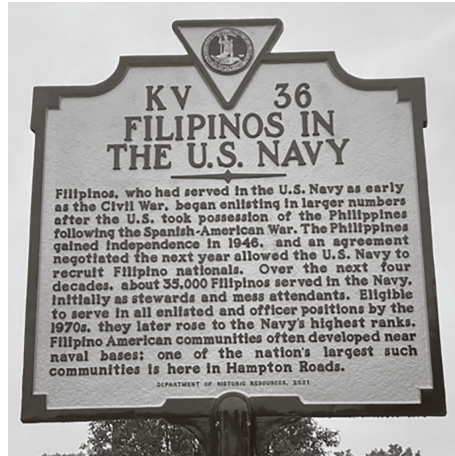 KV 36
FILIPINOS IN
THE U.S. NAVY
Filipinos, who had served in the U.S. Navy as early
as the Civil War, began enlisting in larger numbers
after the U.S. took possession of the Philippines
following the Spanish-American War. The Philippines
gained independence in 1946, and an agreement
negotiated the next year allowed the U.S. Navy to
recruit Filipino nationals. Over the next four
decades, about 35,000 Filipinos served in the Navy,
initially as stewards and mess attendants. Eligible
to serve in all enlisted and officer positions by the
1970s, they later rose to the Navy's highest ranks.
Filipino American communities often developed near
naval bases; one of the nation's largest such
communities is here in Hampton Roads.
DEPARTMENT OF HISTORIC RESOURCES, 2021